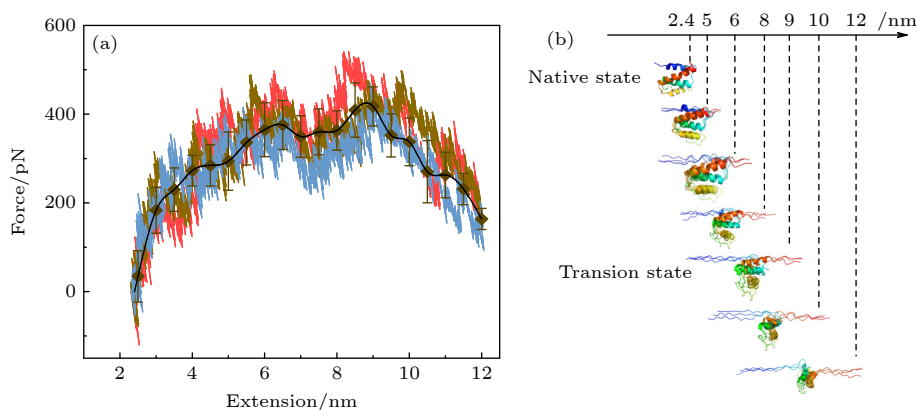 (a)
600
400
200
0
Force/pN
2 4 6 8 10 12
Extension/nm
(b)
2.4 5 6 8 9 10 12 /nm
Native state
Transion state